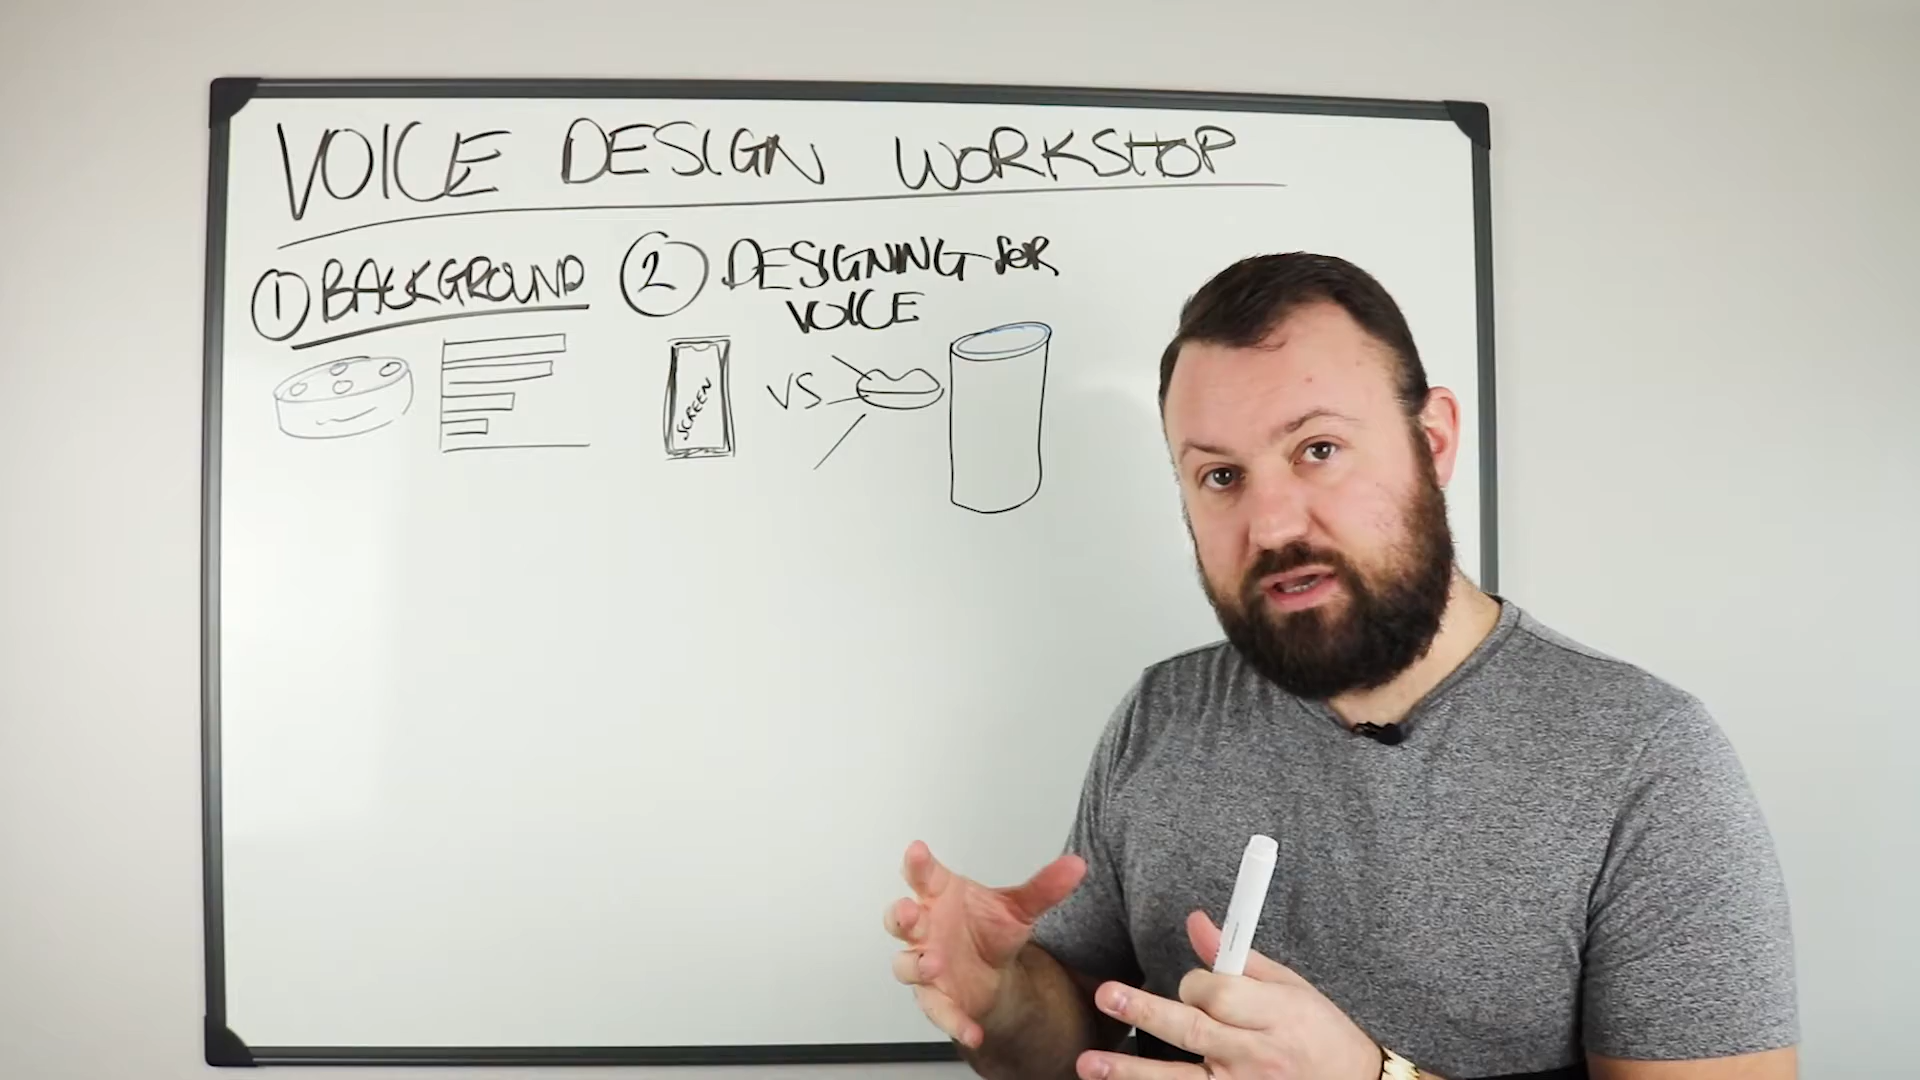 VOICE DESIGN WORKSHOP
1 BACKGROUND
2 DESIGNING FOR
VOICE
SCREEN
VS